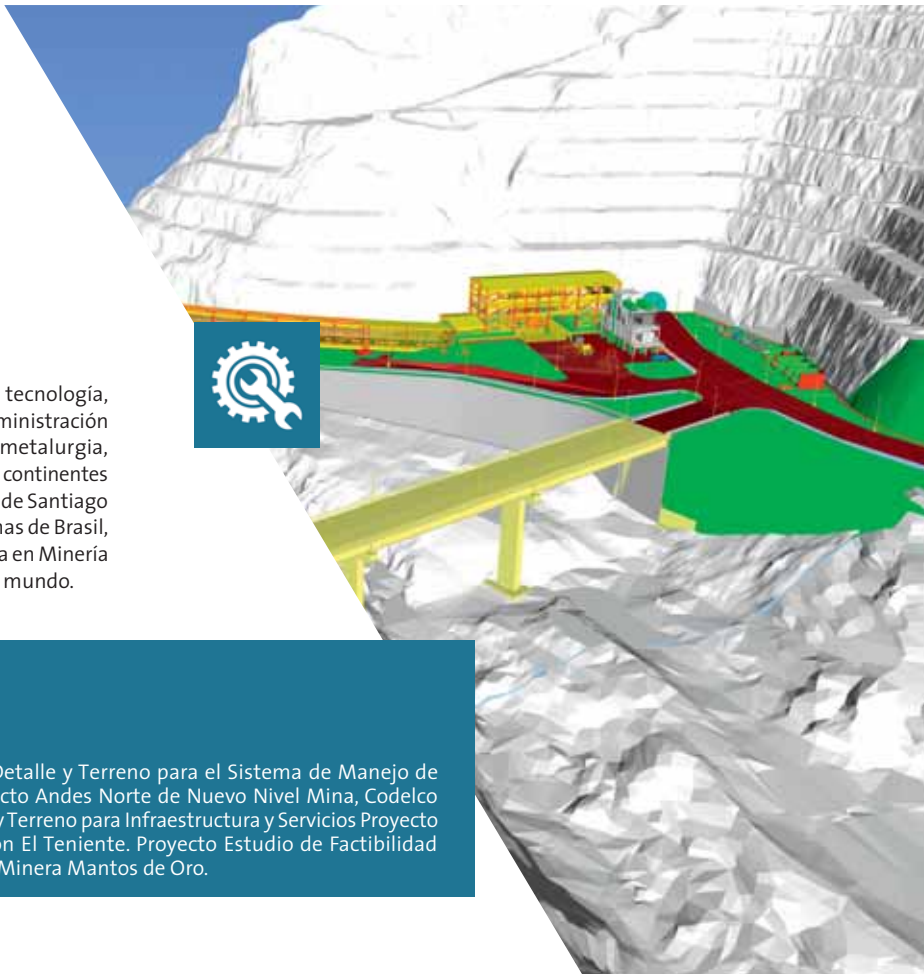 tecnología,
ministración
metalurgia,
continentes
de Santiago
nas de Brasil,
a en Minería
mundo.
Detalle y Terreno para el Sistema de Manejo de
cto Andes Norte de Nuevo Nivel Mina, Codelco
y Terreno para Infraestructura y Servicios Proyecto
ón El Teniente. Proyecto Estudio de Factibilidad
Minera Mantos de Oro.